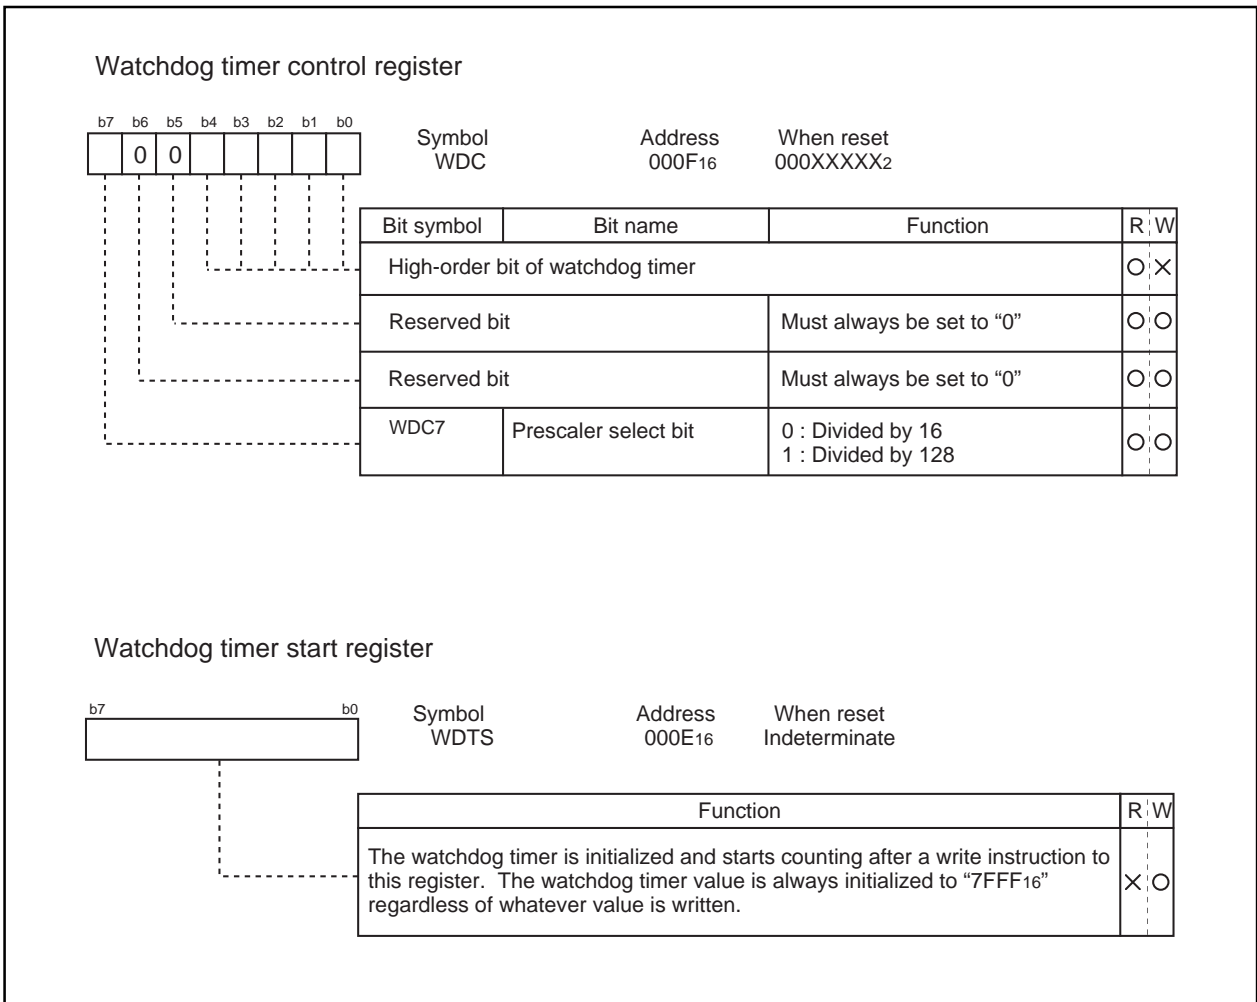 Watchdog timer control register
b7 b6 b5 b4 b3 b2 b1 b0
0 0
Symbol Address When reset
WDC 000F16 000XXXXX2
Bit symbol Bit name Function R W
High-order bit of watchdog timer
Reserved bit Must always be set to “0”
Reserved bit Must always be set to “0”
WDC7 Prescaler select bit 0 : Divided by 16
1 : Divided by 128
Watchdog timer start register
b7 b0
Symbol Address When reset
WDTS 000E16 Indeterminate
Function R W
The watchdog timer is initialized and starts counting after a write instruction to
this register. The watchdog timer value is always initialized to “7FFF16”
regardless of whatever value is written.